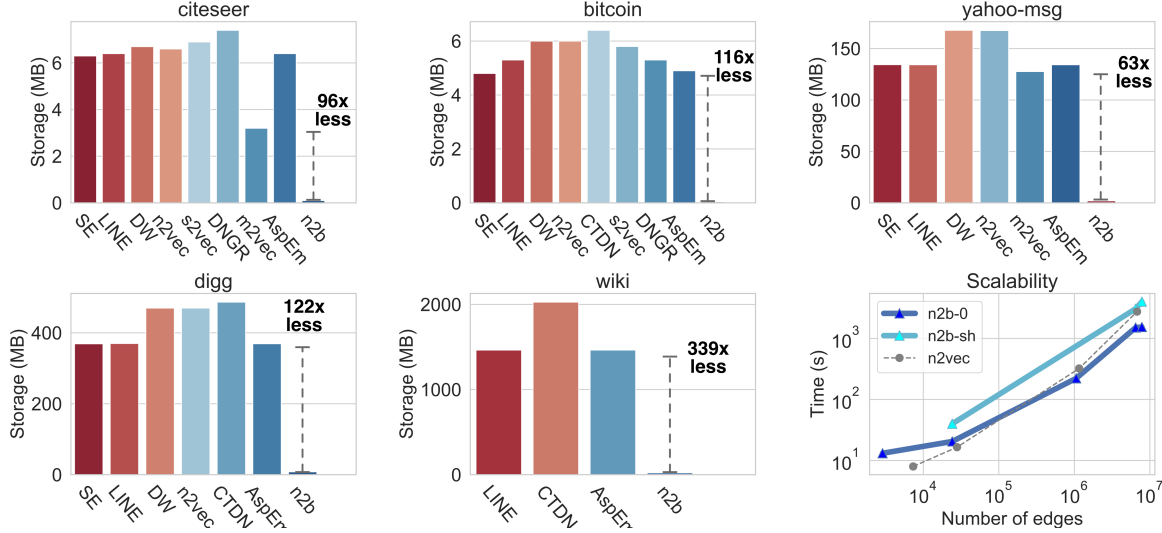 citeseer
Storage (MB)
6
4
2
0
96x
less
SE
LINE
DW
n2vec
s2vec
DNGR
m2vec
AspEm
n2b
bitcoin
Storage (MB)
6
4
2
0
116x
less
SE
LINE
DW
n2vec
CTDN
s2vec
DNGR
AspEm
n2b
yahoo-msg
Storage (MB)
150
100
50
0
63x
less
SE
LINE
DW
n2vec
m2vec
AspEm
n2b
digg
Storage (MB)
400
200
0
122x
less
SE
LINE
DW
n2vec
CTDN
AspEm
n2b
wiki
Storage (MB)
2000
1000
0
339x
less
LINE
CTDN
AspEm
n2b
Scalability
n2b-0
n2b-sh
n2vec
Time (s)
10³
10²
10¹
10⁴
10⁵
10⁶
10⁷
Number of edges